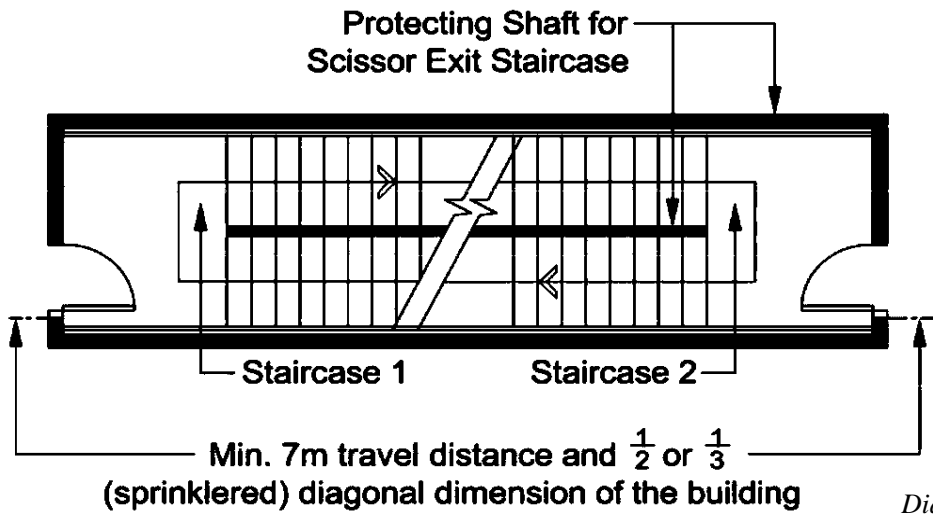 Protecting Shaft for
Scissor Exit Staircase
Staircase 1
Staircase 2
Min. 7m travel distance and 1/2 or 1/3
(sprinklered) diagonal dimension of the building